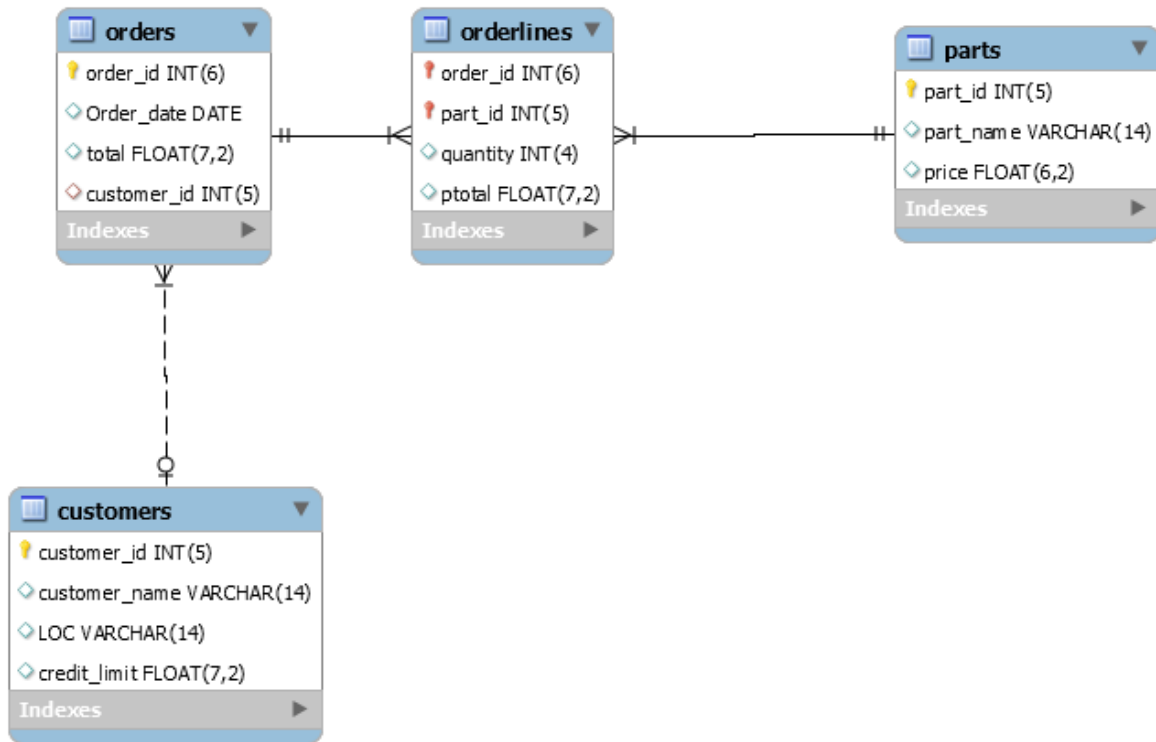 orders
order_id INT(6)
Order_date DATE
total FLOAT(7,2)
customer_id INT(5)
Indexes
orderlines
order_id INT(6)
part_id INT(5)
quantity INT(4)
ptotal FLOAT(7,2)
Indexes
parts
part_id INT(5)
part_name VARCHAR(14)
price FLOAT(6,2)
Indexes
customers
customer_id INT(5)
customer_name VARCHAR(14)
LOC VARCHAR(14)
credit_limit FLOAT(7,2)
Indexes